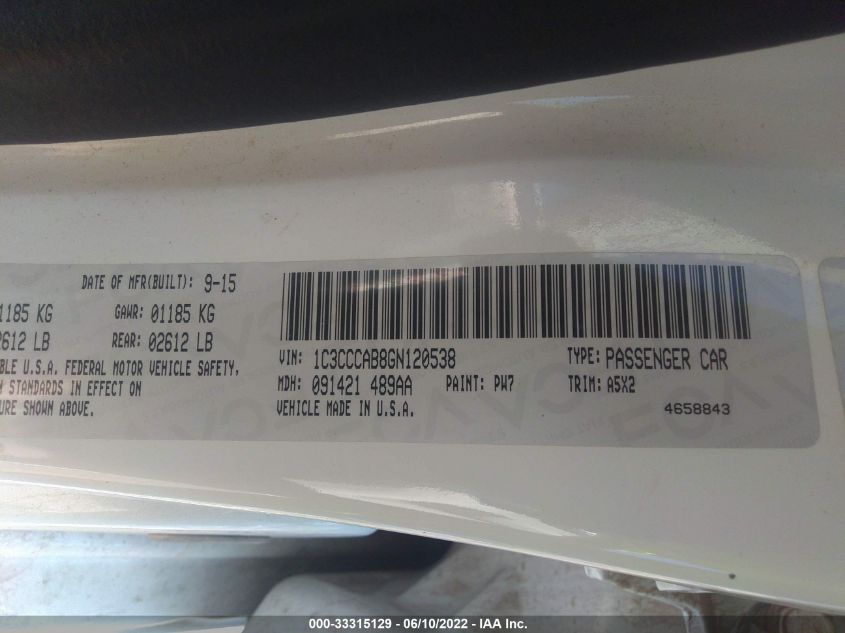 DATE OF MFR(BUILT): 9-15
1185 KG GAWR: 01185 KG
2612 LB REAR: 02612 LB
BLE U.S.A. FEDERAL MOTOR VEHICLE SAFETY,
STANDARDS IN EFFECT ON
URE SHOWN ABOVE.
VIN: 1C3CCCAB8GN120538 TYPE: PASSENGER CAR
MDH: 091421 489AA PAINT: PW7 TRIM: A5X2
VEHICLE MADE IN U.S.A.
4658843
000-33315129 - 06/10/2022 - IAA Inc.